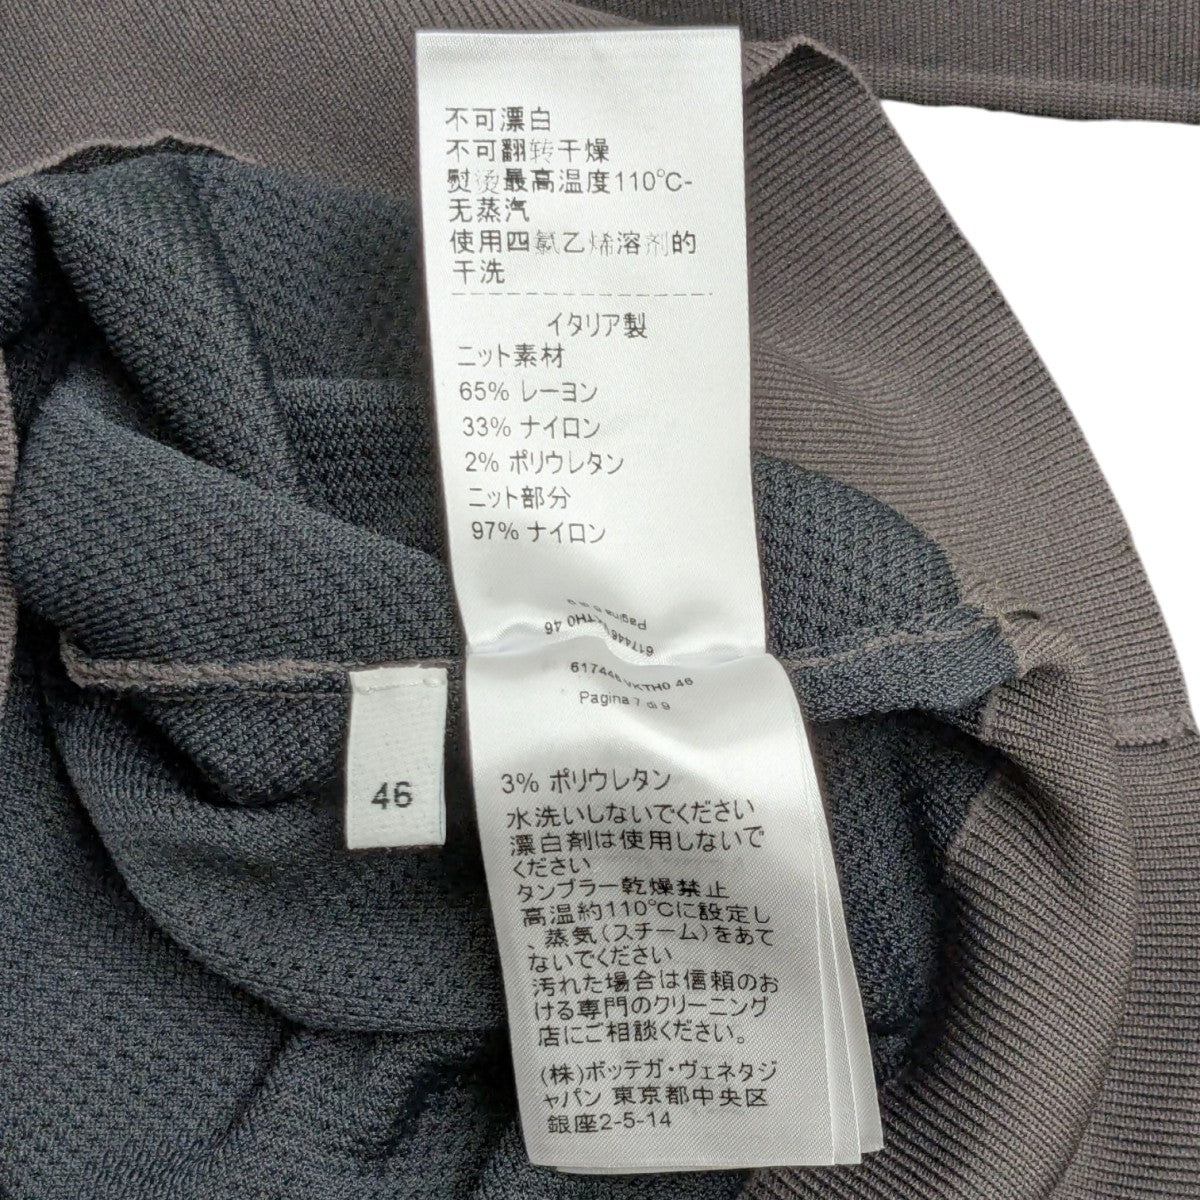 不可漂白
不可翻转干燥
熨烫最高温度110°C-
无蒸汽
使用四氯乙烯溶剂的
干洗
イタリア製
ニット素材
65% レーヨン
33% ナイロン
2% ポリウレタン
ニット部分
97% ナイロン
617446 VKTH0 46
617446 VKTH0 46
Pagina 7 di 9
46
3% ポリウレタン
水洗いしないでください
漂白剤は使用しないで
ください
タンブラー乾燥禁止
高温約110°Cに設定し
、蒸気(スチーム)をあて
ないでください
汚れた場合は信頼のお
ける専門のクリーニング
店にご相談ください。
(株)ボッテガ・ヴェネタジ
ャパン 東京都中央区
銀座2-5-14